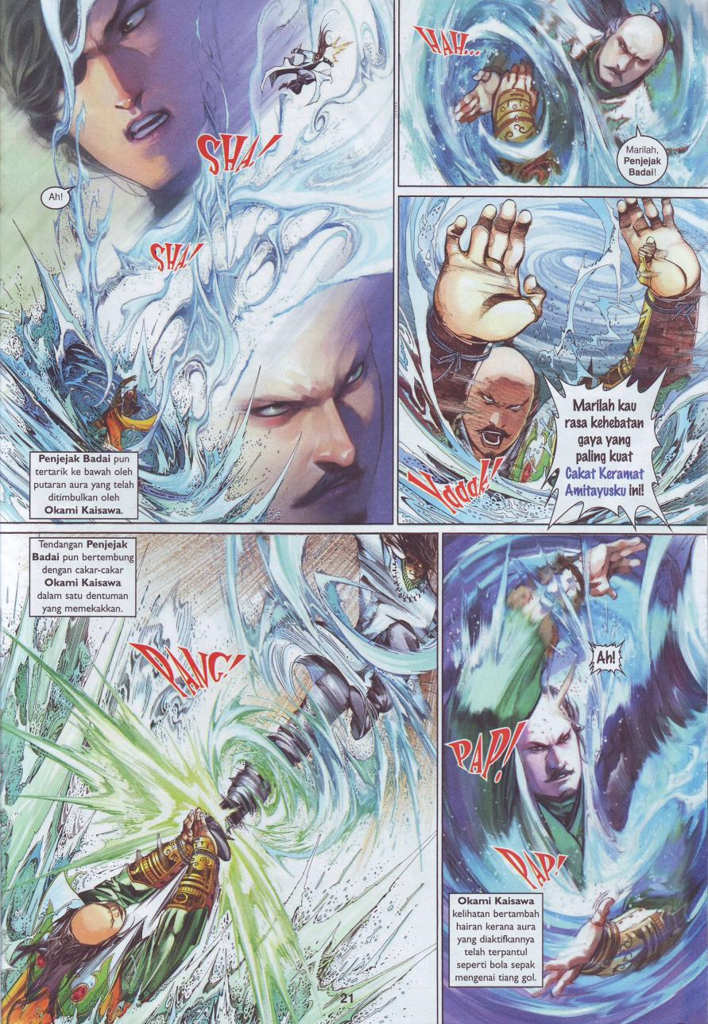 SHA!
Ah!
SHA!
Penjejak Badai pun
tertarik ke bawah oleh
putaran aura yang telah
ditimbulkan oleh
Okami Kaisawa.
HAH...
Marilah,
Penjejak
Badai!
Marilah kau
rasa kehebatan
gaya yang
paling kuat
Cakat Keramat
Amitayusku ini!
Yaaak!
Tendangan Penjejak
Badai pun bertembung
dengan cakar-cakar
Okami Kaisawa
dalam satu dentuman
yang memekakkan.
PANG!
Ah!
PAP!
PAP!
Okami Kaisawa
kelihatan bertambah
hairan kerana aura
yang diaktifkannya
telah terpantul
seperti bola sepak
mengenai tiang gol.
21